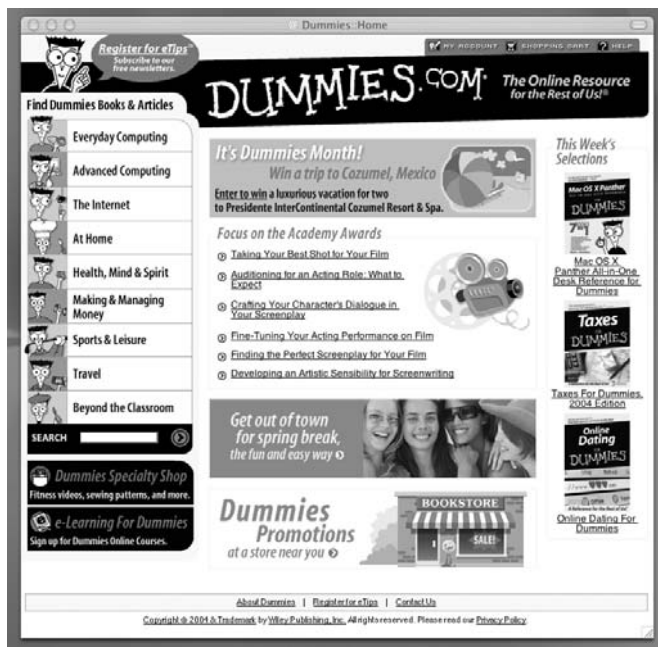 Dummies::Home
Register for eTips™
Subscribe to our
free newsletters.
MY ACCOUNT SHOPPING CART ? HELP
Find Dummies Books & Articles
DUMMIES.COM®
The Online Resource
for the Rest of Us!®
Everyday Computing
Advanced Computing
The Internet
At Home
Health, Mind & Spirit
Making & Managing
Money
Sports & Leisure
Travel
Beyond the Classroom
SEARCH
Dummies Specialty Shop
Fitness videos, sewing patterns, and more.
e-Learning For Dummies
Sign up for Dummies Online Courses.
It's Dummies Month!
Win a trip to Cozumel, Mexico
Enter to win a luxurious vacation for two
to Presidente InterContinental Cozumel Resort & Spa.
Focus on the Academy Awards
Taking Your Best Shot for Your Film
Auditioning for an Acting Role: What to
Expect
Crafting Your Character's Dialogue in
Your Screenplay
Fine-Tuning Your Acting Performance on Film
Finding the Perfect Screenplay for Your Film
Developing an Artistic Sensibility for Screenwriting
Get out of town
for spring break,
the fun and easy way
Dummies
Promotions
at a store near you
BOOKSTORE
SALE!
This Week's
Selections
Mac OS X Panther
DUMMIES
Mac OS X
Panther All-in-One
Desk Reference for
Dummies
Taxes
FOR
DUMMIES
Taxes For Dummies,
2004 Edition
Online
Dating
FOR
DUMMIES
Online Dating For
Dummies
About Dummies | Register for eTips | Contact Us
Copyright © 2004 & Trademark by Wiley Publishing, Inc. All rights reserved. Please read our Privacy Policy